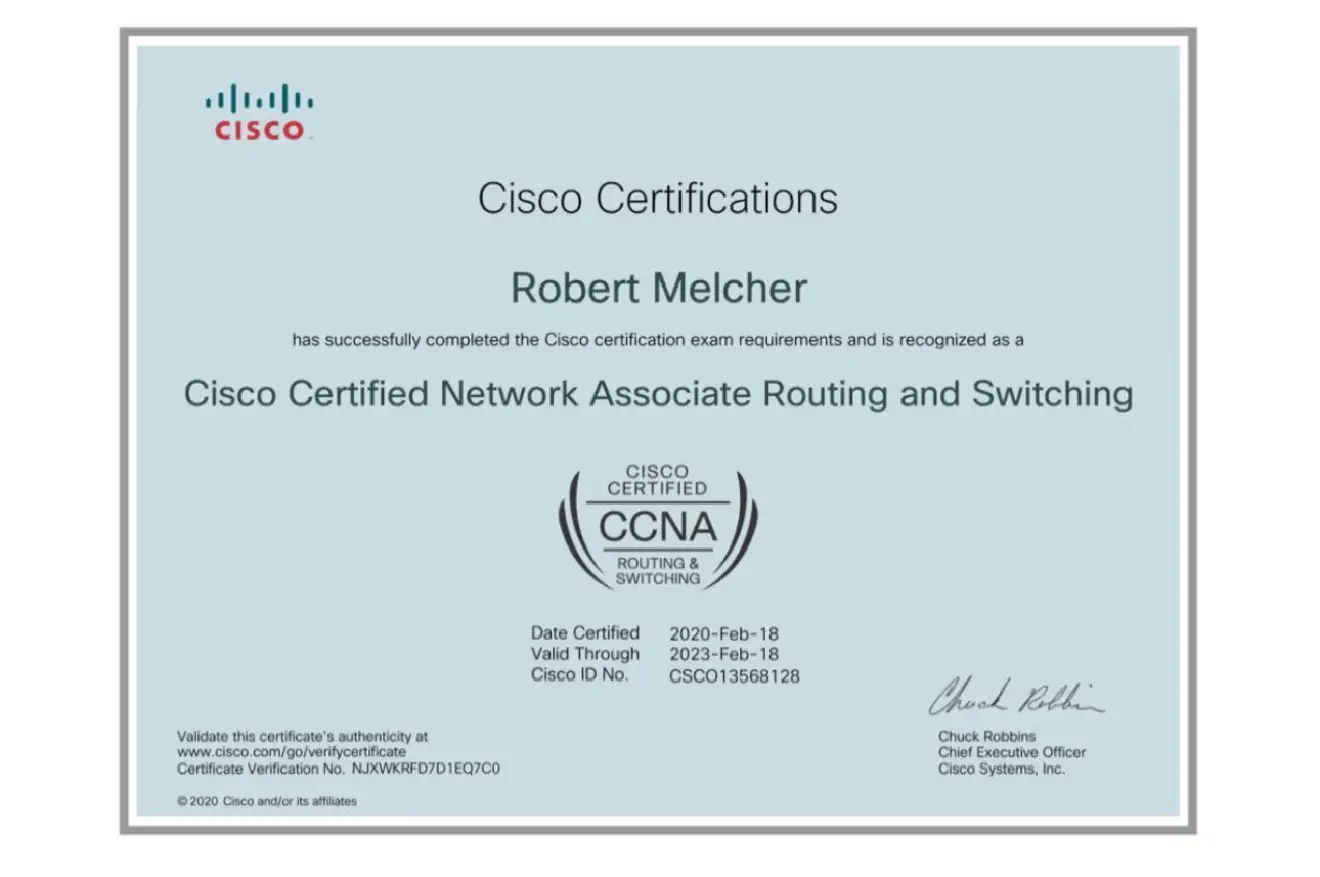 CISCO
Cisco Certifications
Robert Melcher
has successfully completed the Cisco certification exam requirements and is recognized as a
Cisco Certified Network Associate Routing and Switching
CISCO
CERTIFIED
CCNA
ROUTING &
SWITCHING
Date Certified 2020-Feb-18
Valid Through 2023-Feb-18
Cisco ID No. CSCO13568128
Chuck Robbins
Validate this certificate's authenticity at
www.cisco.com/go/verifycertificate
Certificate Verification No. NJXWKRFD7D1EQ7C0
Chuck Robbins
Chief Executive Officer
Cisco Systems, Inc.
© 2020 Cisco and/or its affiliates